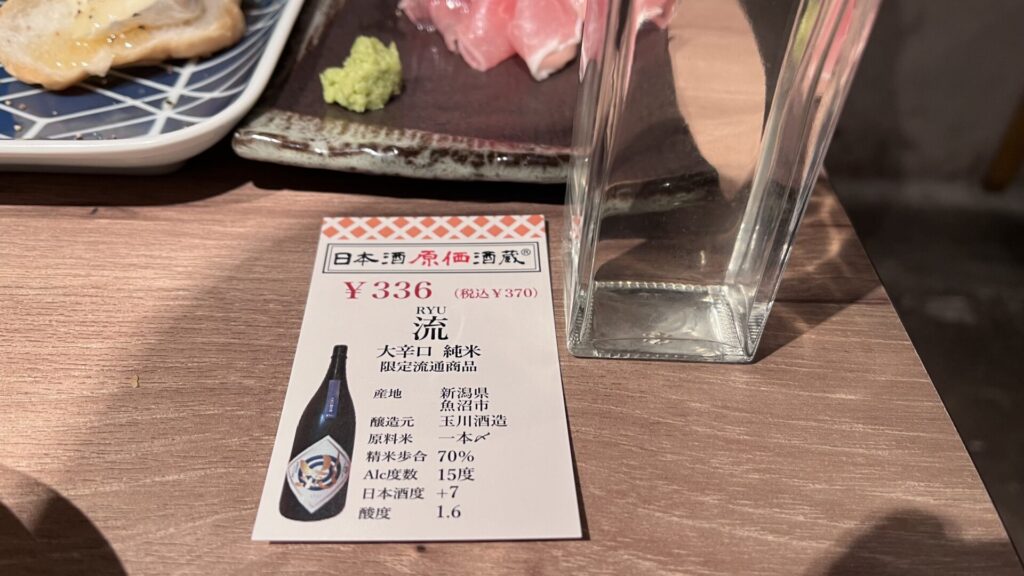 日本酒原価酒蔵®
￥336 (税込￥370)
RYU
流
大辛口 純米
限定流通商品
産地 新潟県
魚沼市
醸造元 玉川酒造
原料米 一本〆
精米歩合 70%
Alc度数 15度
日本酒度 +7
酸度 1.6